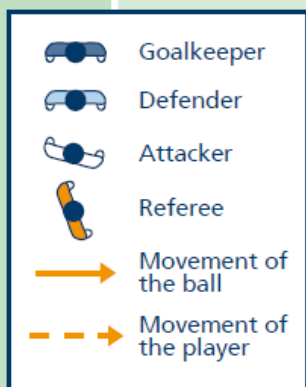 Goalkeeper
Defender
Attacker
Referee
Movement of
the ball
Movement of
the player